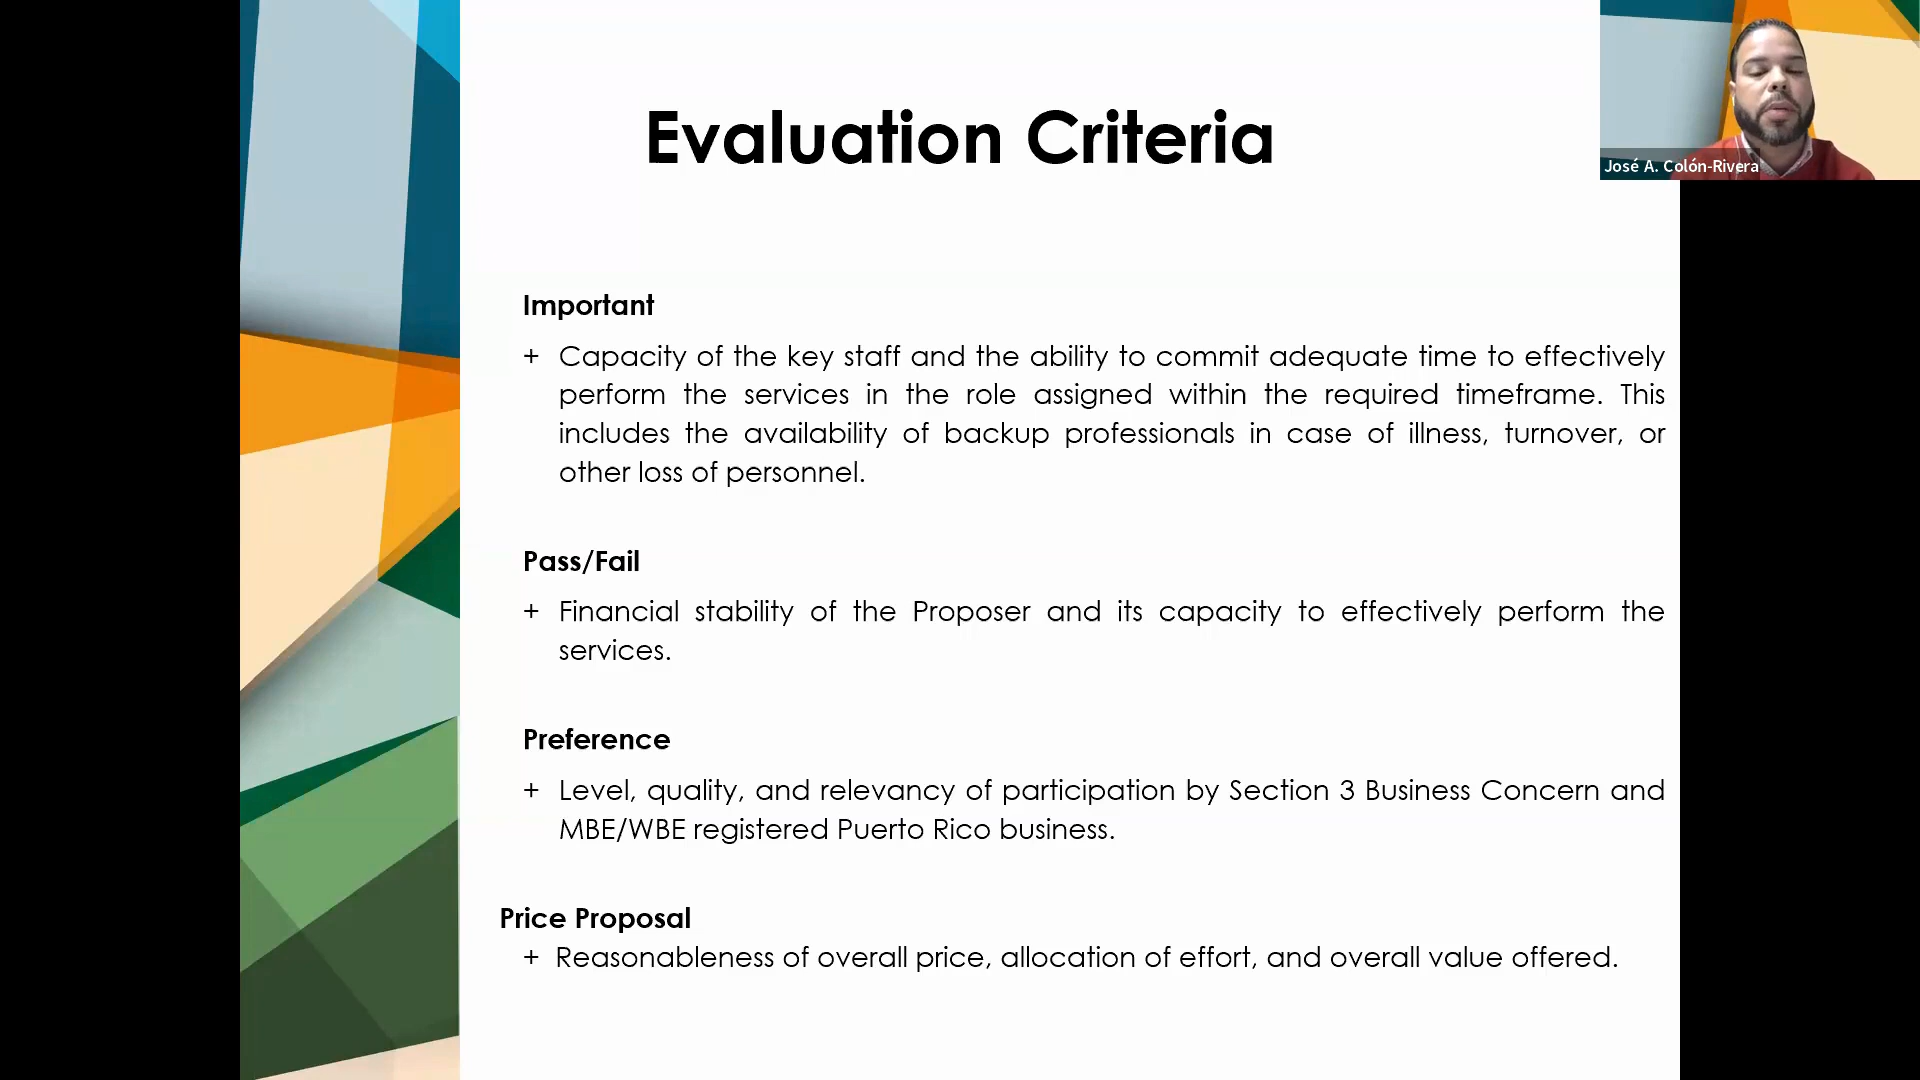 Evaluation Criteria
José A. Colón-Rivera
Important
+ Capacity of the key staff and the ability to commit adequate time to effectively
perform the services in the role assigned within the required timeframe. This
includes the availability of backup professionals in case of illness, turnover, or
other loss of personnel.
Pass/Fail
+ Financial stability of the Proposer and its capacity to effectively perform the
services.
Preference
+ Level, quality, and relevancy of participation by Section 3 Business Concern and
MBE/WBE registered Puerto Rico business.
Price Proposal
+ Reasonableness of overall price, allocation of effort, and overall value offered.